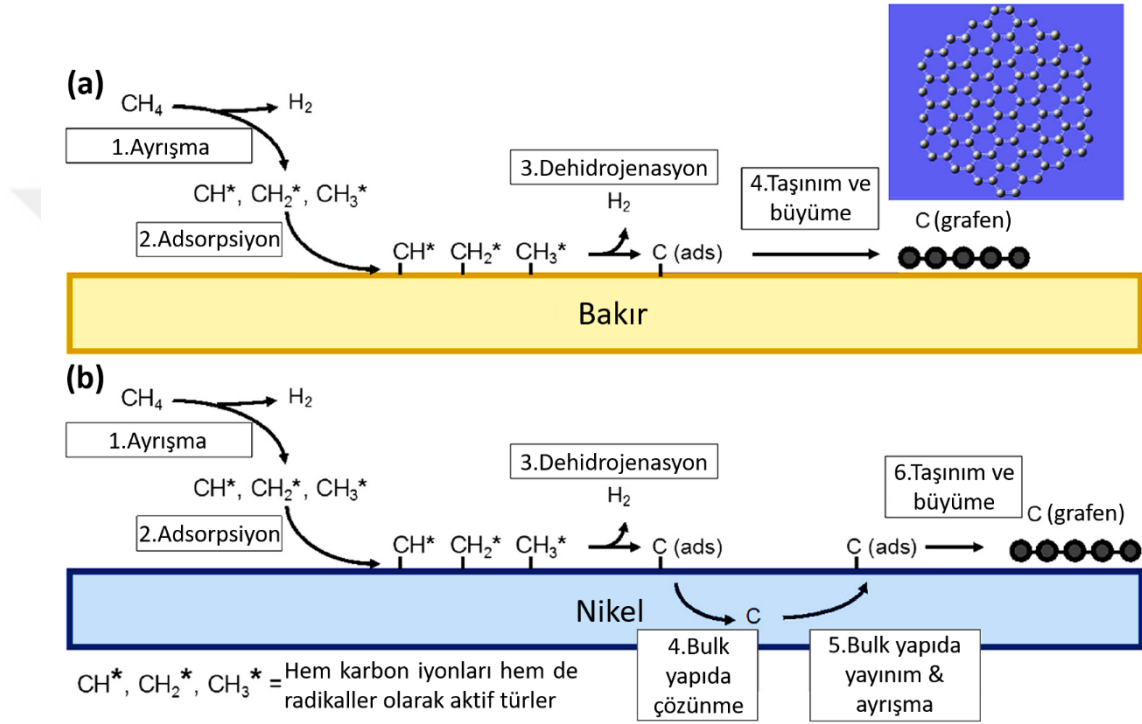 (a)
CH₄
H₂
1.Ayrışma
CH*, CH₂*, CH₃*
2.Adsorpsiyon
CH* CH₂* CH₃*
3.Dehidrojenasyon
H₂
C (ads)
4.Taşınım ve
büyüme
C (grafen)
Bakır
(b)
CH₄
H₂
1.Ayrışma
CH*, CH₂*, CH₃*
2.Adsorpsiyon
CH* CH₂* CH₃*
3.Dehidrojenasyon
H₂
C (ads)
C (ads)
6.Taşınım ve
büyüme
C (grafen)
Nikel
C
4.Bulk
yapıda
çözünme
5.Bulk yapıda
yayınım &
ayrışma
CH*, CH₂*, CH₃* = Hem karbon iyonları hem de
radikaller olarak aktif türler